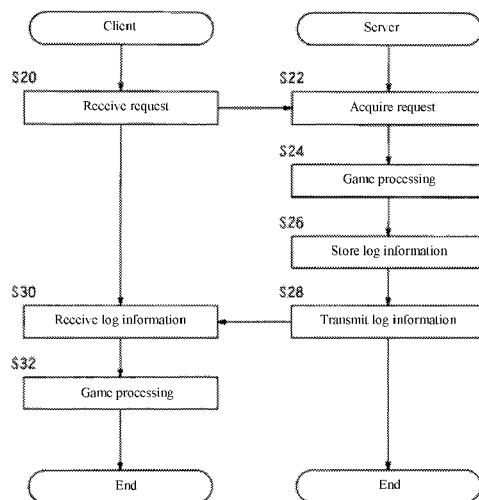 Client
Server
S20
Receive request
S22
Acquire request
S24
Game processing
S26
Store log information
S30
Receive log information
S28
Transmit log information
S32
Game processing
End
End